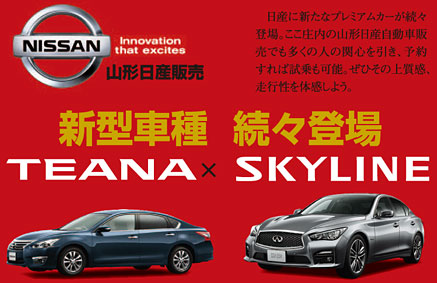 NISSAN
Innovation
that excites
山形日産販売
日産に新たなプレミアムカーが続々
登場。ここ庄内の山形日産自動車販
売でも多くの人の関心を引き、予約
すれば試乗も可能。ぜひその上質感、
走行性を体感しよう。
新型車種 続々登場
TEANA × SKYLINE